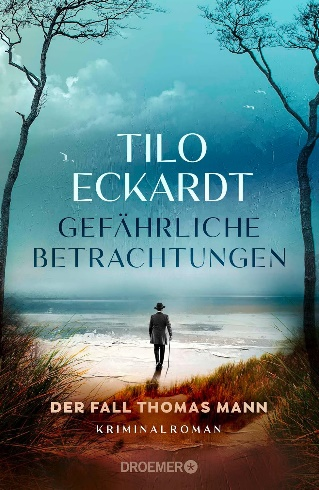 TILO
ECKARDT
GEFÄHRLICHE
BETRACHTUNGEN
DER FALL THOMAS MANN
KRIMINALROMAN
DROEMER